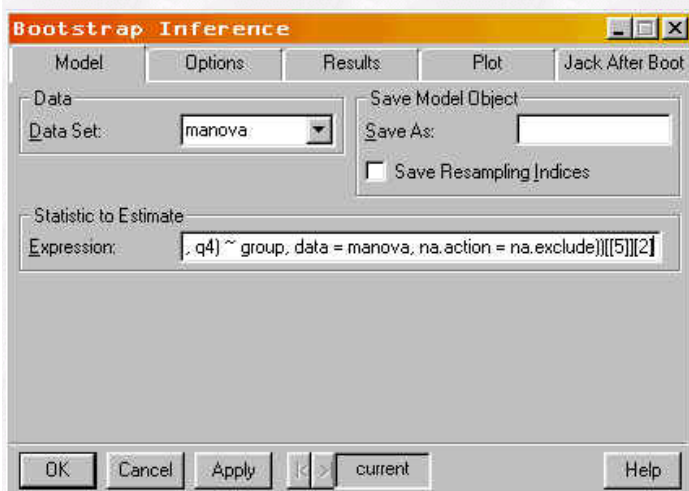 Bootstrap Inference
Model Options Results Plot Jack After Boot
Data
Data Set: manova
Save Model Object
Save As:
Save Resampling Indices
Statistic to Estimate
Expression: , q4) ~ group, data = manova, na.action = na.exclude))[[5]][2]
OK Cancel Apply |< >| current Help